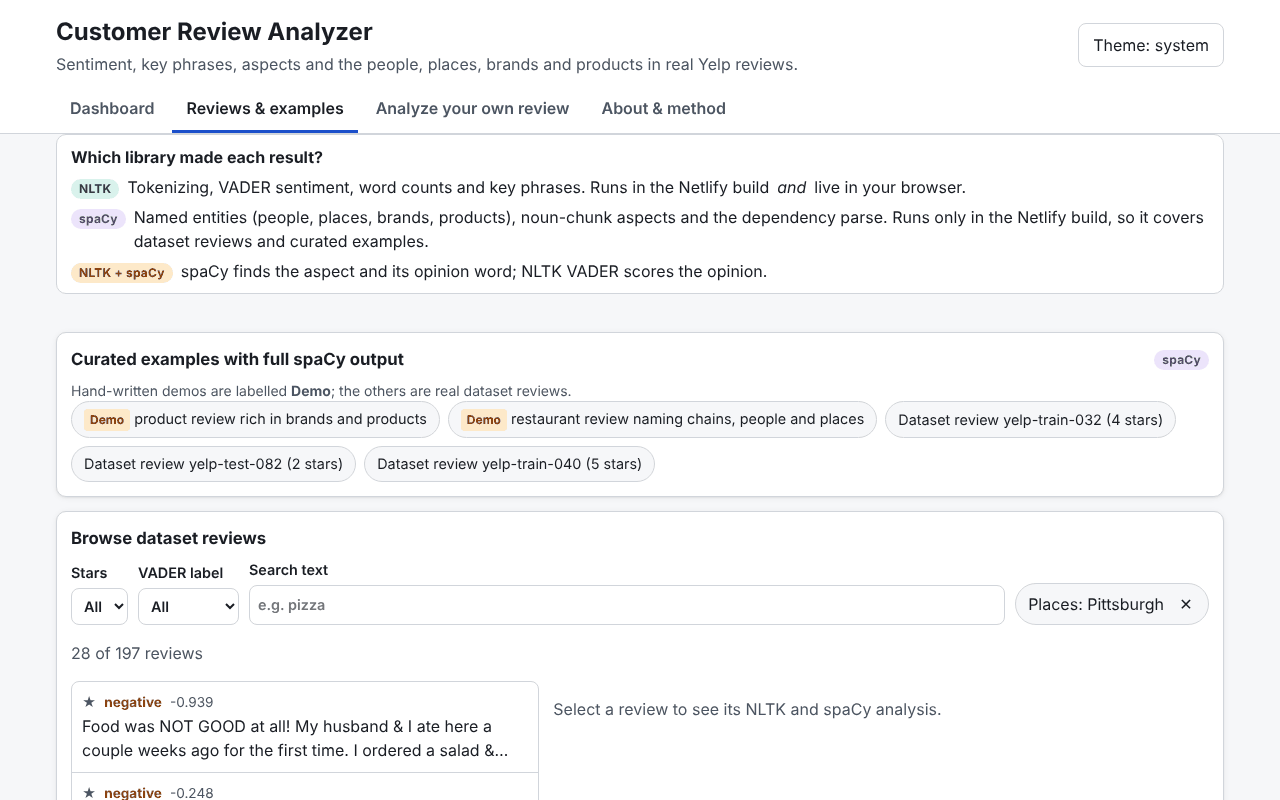 Customer Review Analyzer
Sentiment, key phrases, aspects and the people, places, brands and products in real Yelp reviews.
Theme: system
Dashboard Reviews & examples Analyze your own review About & method
Which library made each result?
NLTK Tokenizing, VADER sentiment, word counts and key phrases. Runs in the Netlify build and live in your browser.
spaCy Named entities (people, places, brands, products), noun-chunk aspects and the dependency parse. Runs only in the Netlify build, so it covers
dataset reviews and curated examples.
NLTK + spaCy spaCy finds the aspect and its opinion word; NLTK VADER scores the opinion.
Curated examples with full spaCy output
spaCy
Hand-written demos are labelled Demo; the others are real dataset reviews.
Demo product review rich in brands and products
Demo restaurant review naming chains, people and places
Dataset review yelp-train-032 (4 stars)
Dataset review yelp-test-082 (2 stars)
Dataset review yelp-train-040 (5 stars)
Browse dataset reviews
Stars VADER label Search text
All All e.g. pizza Places: Pittsburgh ✕
28 of 197 reviews
★ negative -0.939
Food was NOT GOOD at all! My husband & I ate here a
couple weeks ago for the first time. I ordered a salad &…
Select a review to see its NLTK and spaCy analysis.
★ negative -0.248